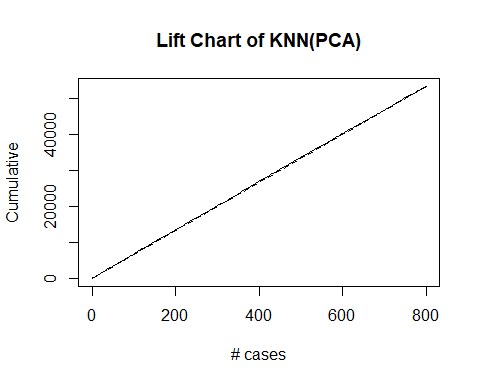 Lift Chart of KNN(PCA)
Cumulative
40000
20000
0
0 200 400 600 800
# cases